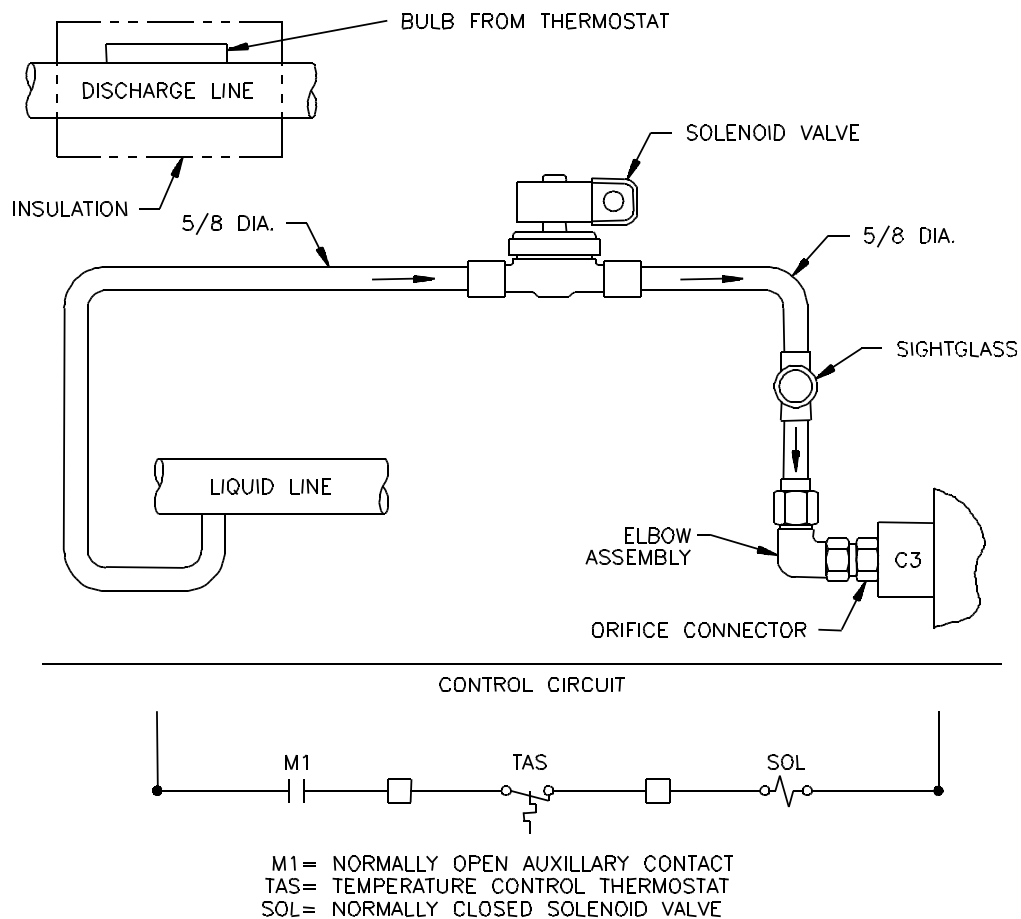 BULB FROM THERMOSTAT
DISCHARGE LINE
SOLENOID VALVE
INSULATION
5/8 DIA.
5/8 DIA.
SIGHTGLASS
LIQUID LINE
ELBOW
ASSEMBLY
C3
ORIFICE CONNECTOR
CONTROL CIRCUIT
M1
TAS
SOL
M1= NORMALLY OPEN AUXILLARY CONTACT
TAS= TEMPERATURE CONTROL THERMOSTAT
SOL= NORMALLY CLOSED SOLENOID VALVE